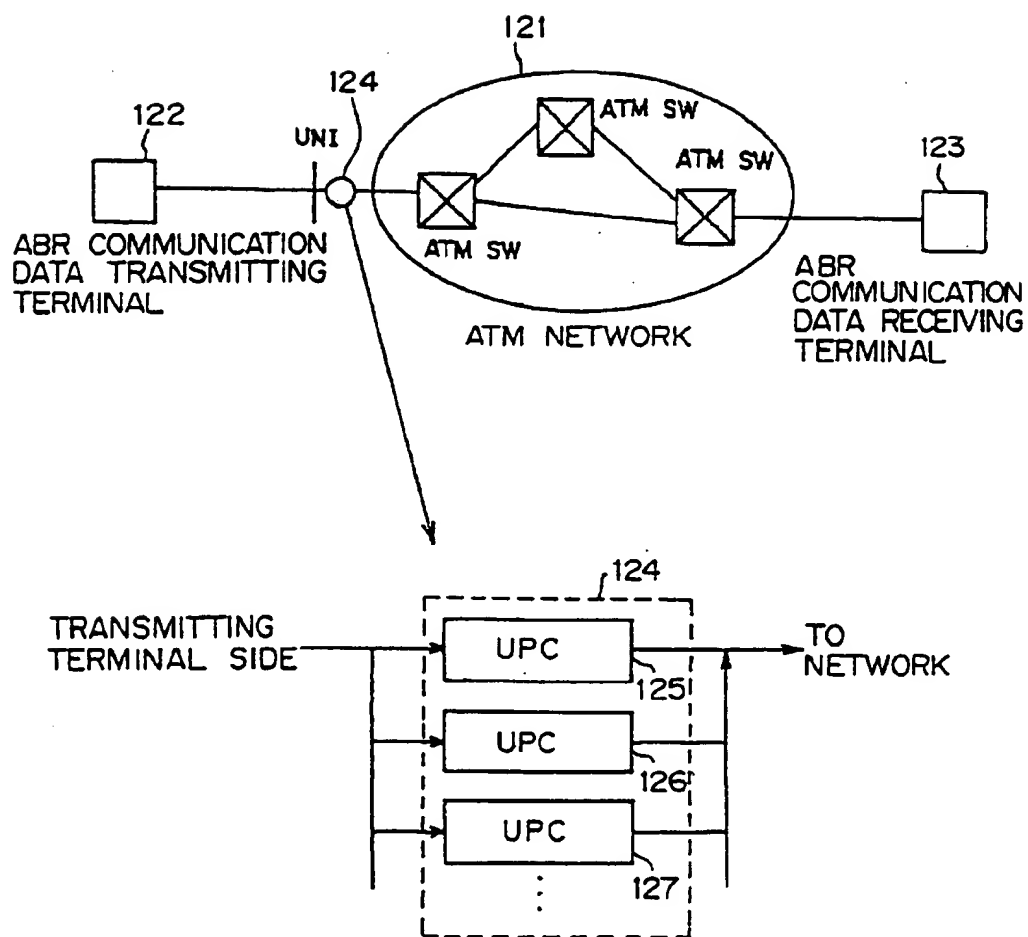 121
124
122
UNI
ATM SW
ATM SW
123
ATM SW
ABR COMMUNICATION
DATA TRANSMITTING
TERMINAL
ABR
COMMUNICATION
DATA RECEIVING
TERMINAL
ATM NETWORK
124
TRANSMITTING
TERMINAL SIDE
UPC
TO
NETWORK
125
UPC
126
UPC
127